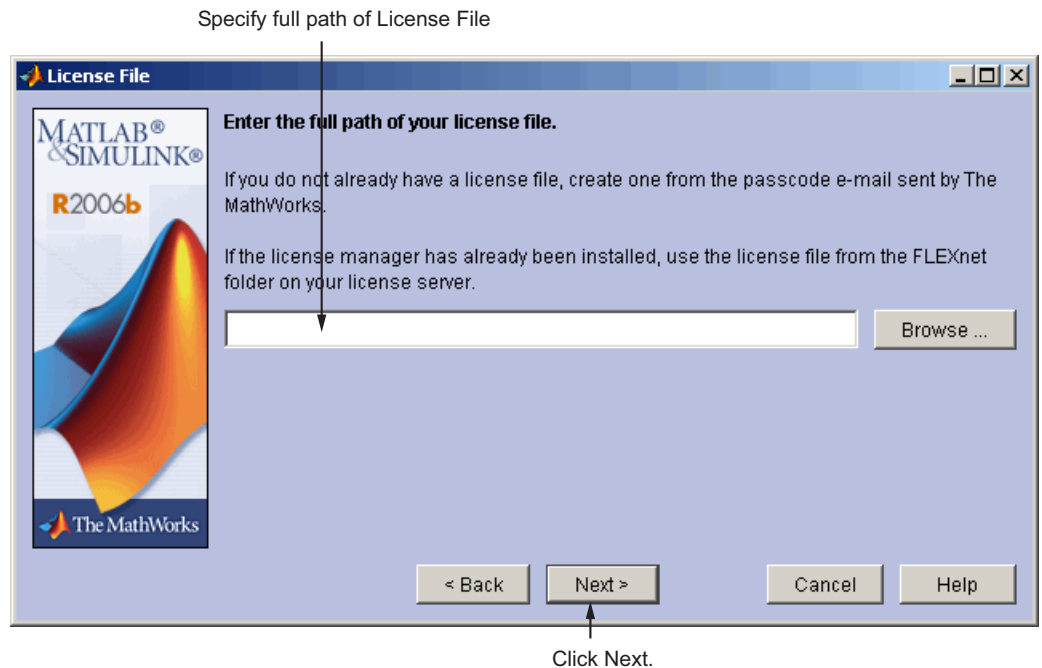 Specify full path of License File
License File
MATLAB®
&SIMULINK®
R2006b
The MathWorks
Enter the full path of your license file.
If you do not already have a license file, create one from the passcode e-mail sent by The
MathWorks.
If the license manager has already been installed, use the license file from the FLEXnet
folder on your license server.
Browse ...
< Back
Next >
Cancel
Help
Click Next.